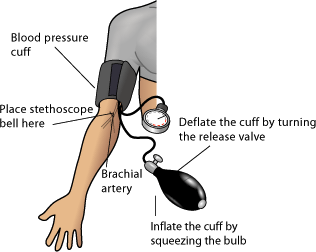 Blood pressure
cuff
Place stethoscope
bell here
Deflate the cuff by turning
the release valve
Brachial
artery
Inflate the cuff by
squeezing the bulb